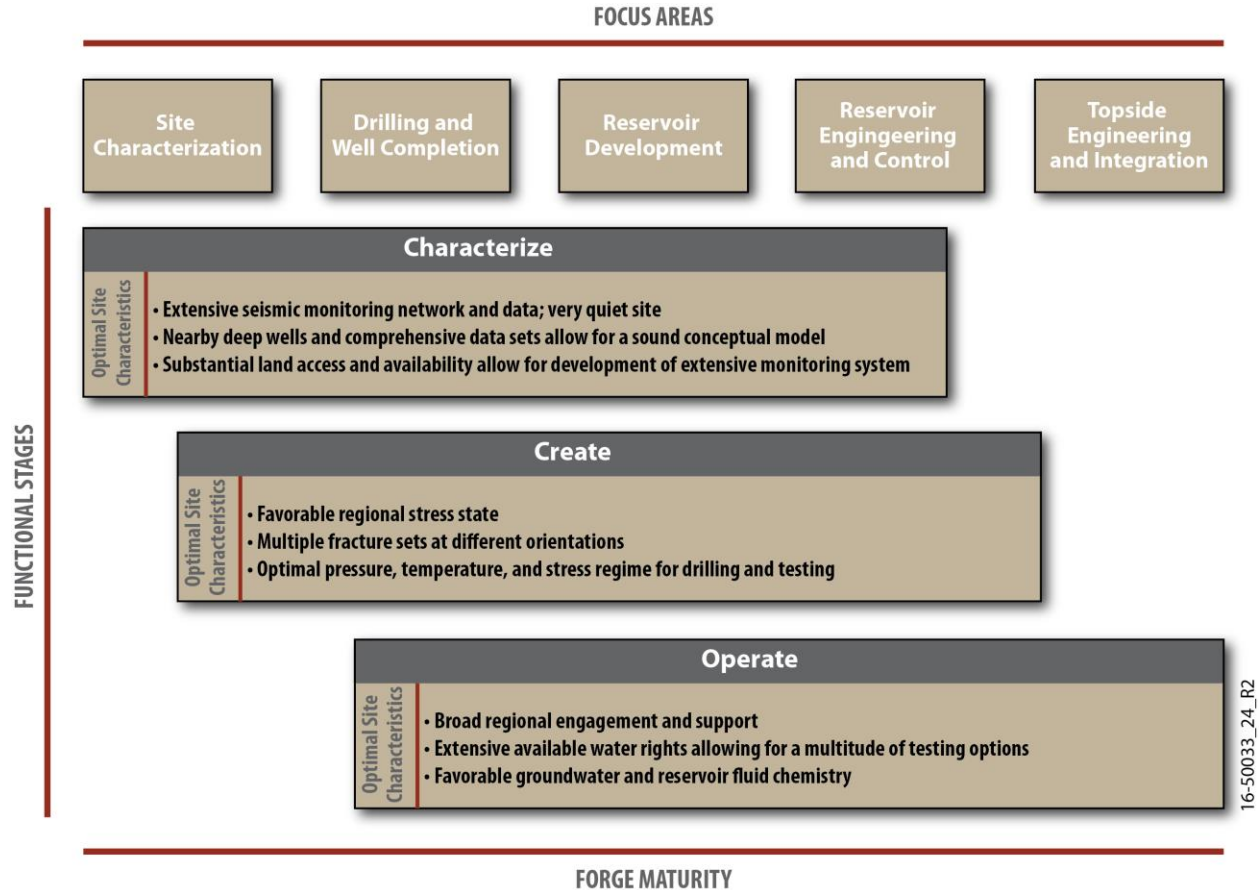 FOCUS AREAS
Site
Characterization
Drilling and
Well Completion
Reservoir
Development
Reservoir
Engingeering
and Control
Topside
Engineering
and Integration
FUNCTIONAL STAGES
Characterize
Optimal Site
Characteristics
• Extensive seismic monitoring network and data; very quiet site
• Nearby deep wells and comprehensive data sets allow for a sound conceptual model
• Substantial land access and availability allow for development of extensive monitoring system
Create
Optimal Site
Characteristics
• Favorable regional stress state
• Multiple fracture sets at different orientations
• Optimal pressure, temperature, and stress regime for drilling and testing
Operate
Optimal Site
Characteristics
• Broad regional engagement and support
• Extensive available water rights allowing for a multitude of testing options
• Favorable groundwater and reservoir fluid chemistry
16-50033_24_R2
FORGE MATURITY